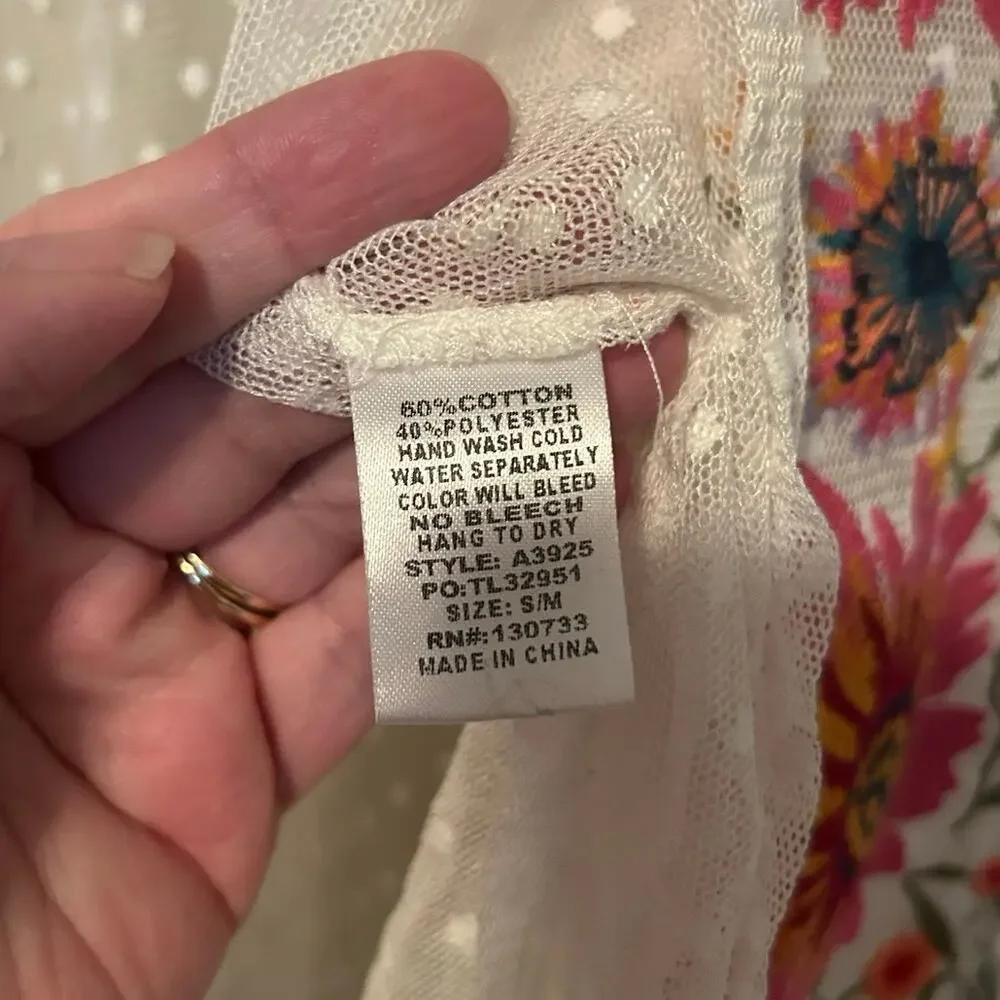 60%COTTON
40%POLYESTER
HAND WASH COLD
WATER SEPARATELY
COLOR WILL BLEED
NO BLEECH
HANG TO DRY
STYLE: A3925
PO:TL32951
SIZE: S/M
RN#:130733
MADE IN CHINA